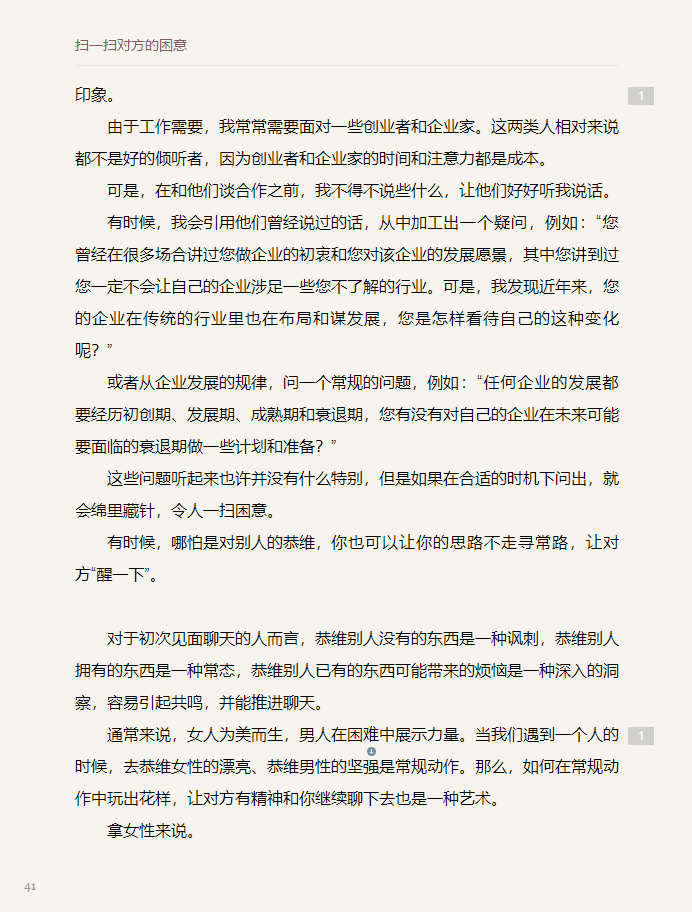 扫一扫对方的困意
印象。
1
由于工作需要，我常常需要面对一些创业者和企业家。这两类人相对来说
都不是好的倾听者，因为创业者和企业家的时间和注意力都是成本。
可是，在和他们谈合作之前，我不得不说些什么，让他们好好听我说话。
有时候，我会引用他们曾经说过的话，从中加工出一个疑问，例如：“您
曾经在很多场合讲过您做企业的初衷和您对该企业的发展愿景，其中您讲到过
您一定不会让自己的企业涉足一些您不了解的行业。可是，我发现近年来，您
的企业在传统的行业里也在布局和谋发展，您是怎样看待自己的这种变化
呢？”
或者从企业发展的规律，问一个常规的问题，例如：“任何企业的发展都
要经历初创期、发展期、成熟期和衰退期，您有没有对自己的企业在未来可能
要面临的衰退期做一些计划和准备？”
这些问题听起来也许并没有什么特别，但是如果在合适的时机下问出，就
会绵里藏针，令人一扫困意。
有时候，哪怕是对别人的恭维，你也可以让你的思路不走寻常路，让对
方“醒一下”。
对于初次见面聊天的人而言，恭维别人没有的东西是一种讽刺，恭维别人
拥有的东西是一种常态，恭维别人已有的东西可能带来的烦恼是一种深入的洞
察，容易引起共鸣，并能推进聊天。
通常来说，女人为美而生，男人在困难中展示力量。当我们遇到一个人的
1
时候，去恭维女性的漂亮、恭维男性的坚强是常规动作。那么，如何在常规动
作中玩出花样，让对方有精神和你继续聊下去也是一种艺术。
拿女性来说。
41